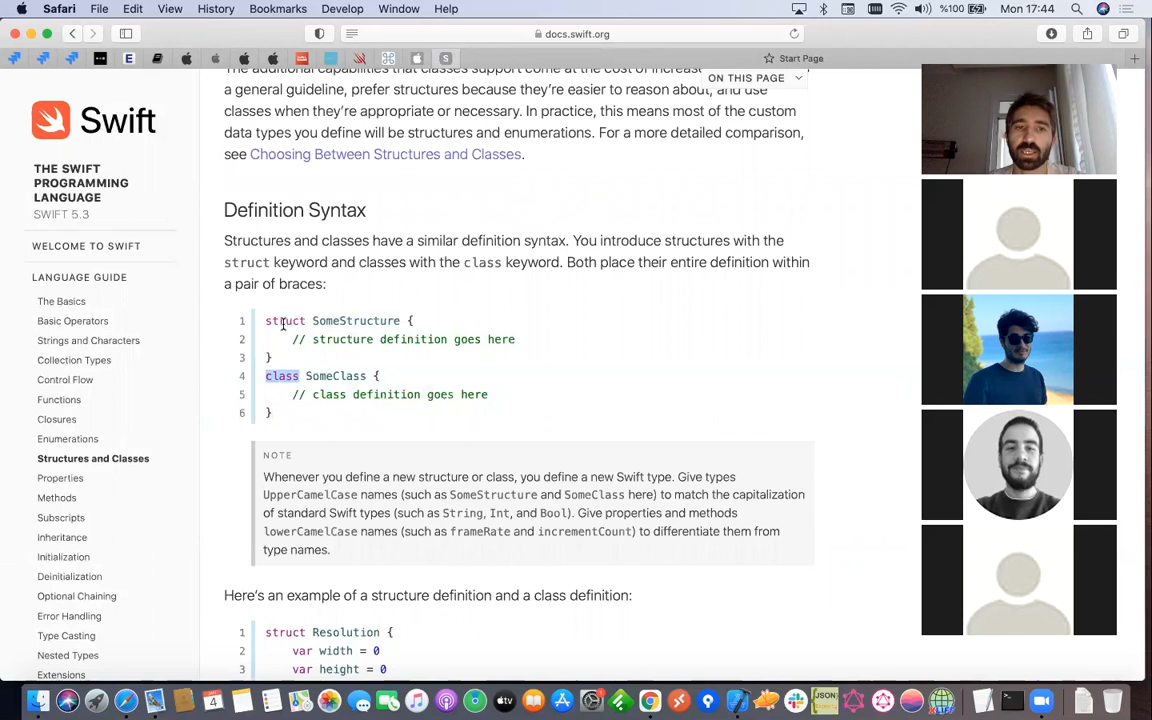 Safari File Edit View History Bookmarks Develop Window Help %100 Mon 17:44
docs.swift.org
Start Page
The additional capabilities that classes support come at the cost of
ON THIS PAGE
a general guideline, prefer structures because they're easier to reason about, and use
classes when they're appropriate or necessary. In practice, this means most of the custom
data types you define will be structures and enumerations. For a more detailed comparison,
see Choosing Between Structures and Classes.
Swift
THE SWIFT
PROGRAMMING
LANGUAGE
SWIFT 5.3
WELCOME TO SWIFT
LANGUAGE GUIDE
The Basics
Basic Operators
Strings and Characters
Collection Types
Control Flow
Functions
Closures
Enumerations
Structures and Classes
Properties
Methods
Subscripts
Inheritance
Initialization
Deinitialization
Optional Chaining
Error Handling
Type Casting
Nested Types
Extensions
Definition Syntax
Structures and classes have a similar definition syntax. You introduce structures with the
struct keyword and classes with the class keyword. Both place their entire definition within
a pair of braces:
1 struct SomeStructure {
2 // structure definition goes here
3 }
4 class SomeClass {
5 // class definition goes here
6 }
NOTE
Whenever you define a new structure or class, you define a new Swift type. Give types
UpperCamelCase names (such as SomeStructure and SomeClass here) to match the capitalization
of standard Swift types (such as String, Int, and Bool). Give properties and methods
lowerCamelCase names (such as frameRate and incrementCount) to differentiate them from
type names.
Here's an example of a structure definition and a class definition:
1 struct Resolution {
2 var width = 0
3 var height = 0